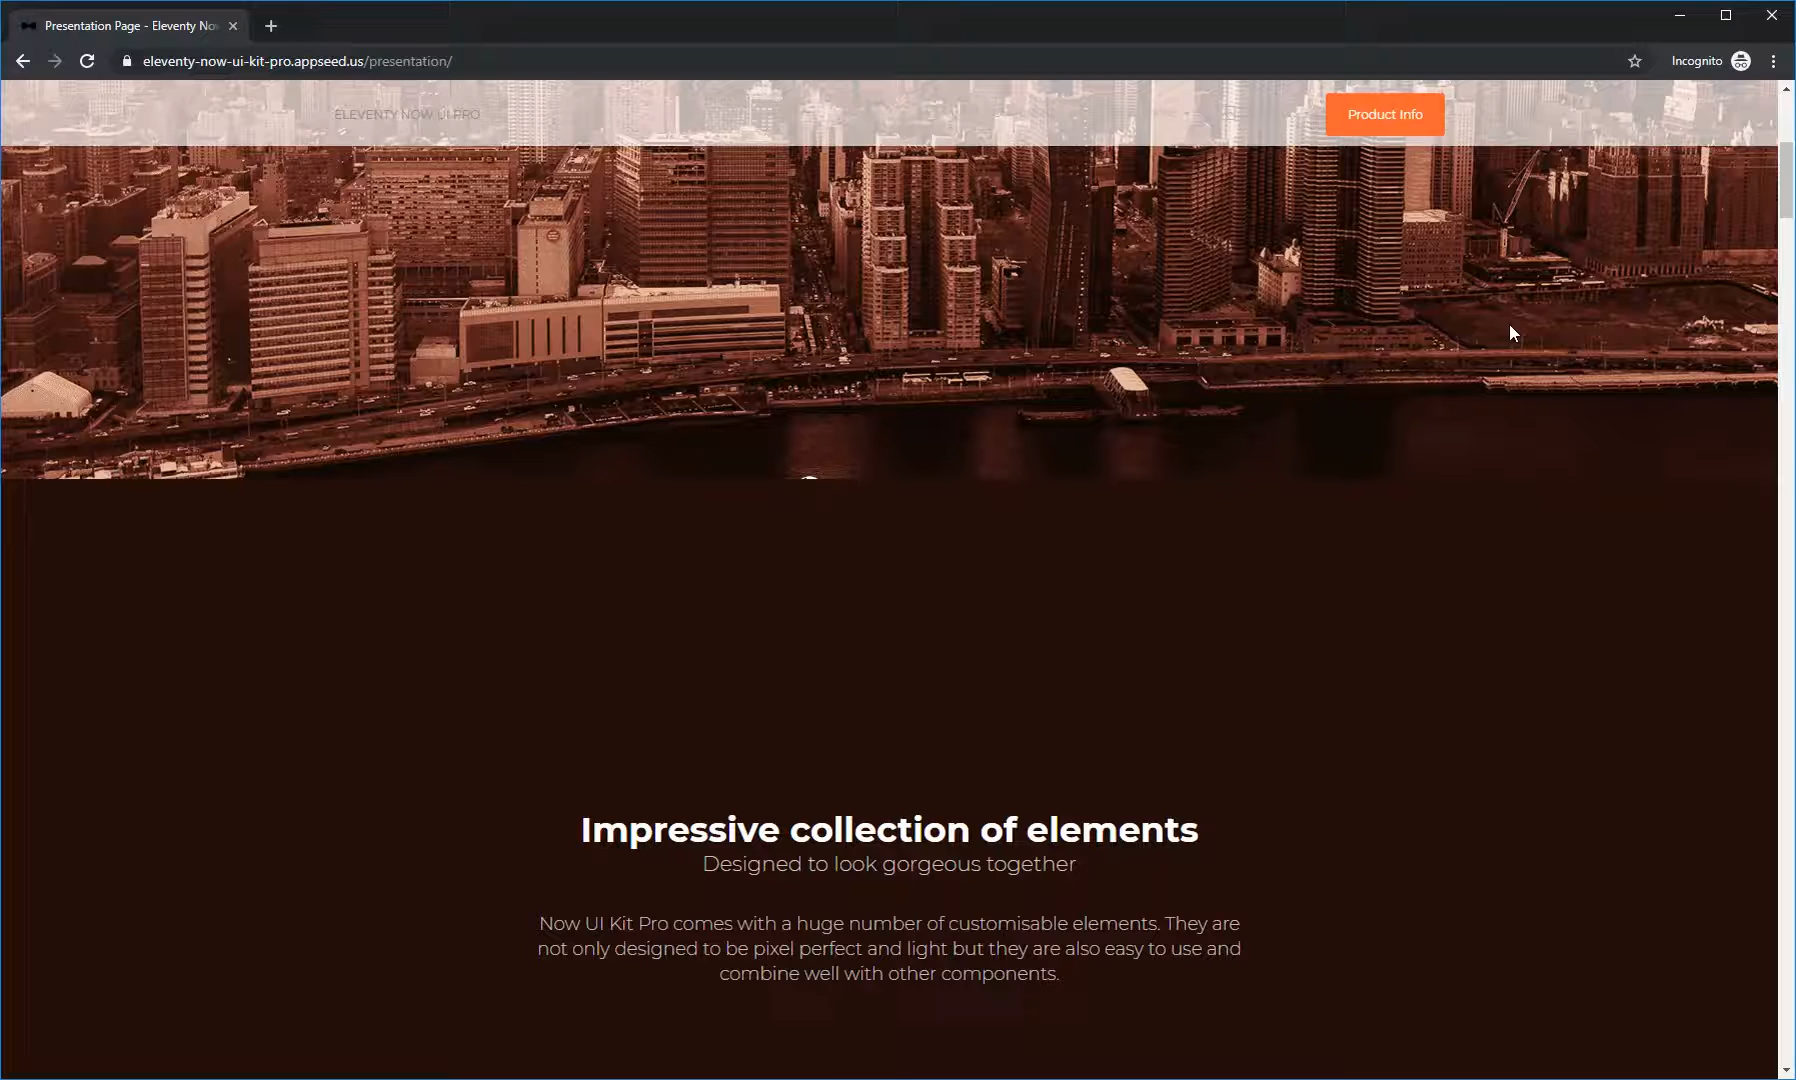 Presentation Page - Eleventy No
eleventy-now-ui-kit-pro.appseed.us/presentation/
Incognito
ELEVENTY NOW UI PRO
Product Info
Impressive collection of elements
Designed to look gorgeous together
Now UI Kit Pro comes with a huge number of customisable elements. They are
not only designed to be pixel perfect and light but they are also easy to use and
combine well with other components.